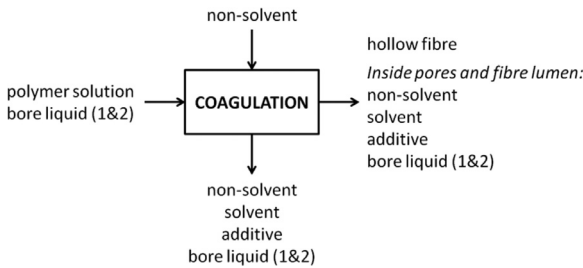 non-solvent
polymer solution
bore liquid (1&2)
COAGULATION
hollow fibre
Inside pores and fibre lumen:
non-solvent
solvent
additive
bore liquid (1&2)
non-solvent
solvent
additive
bore liquid (1&2)